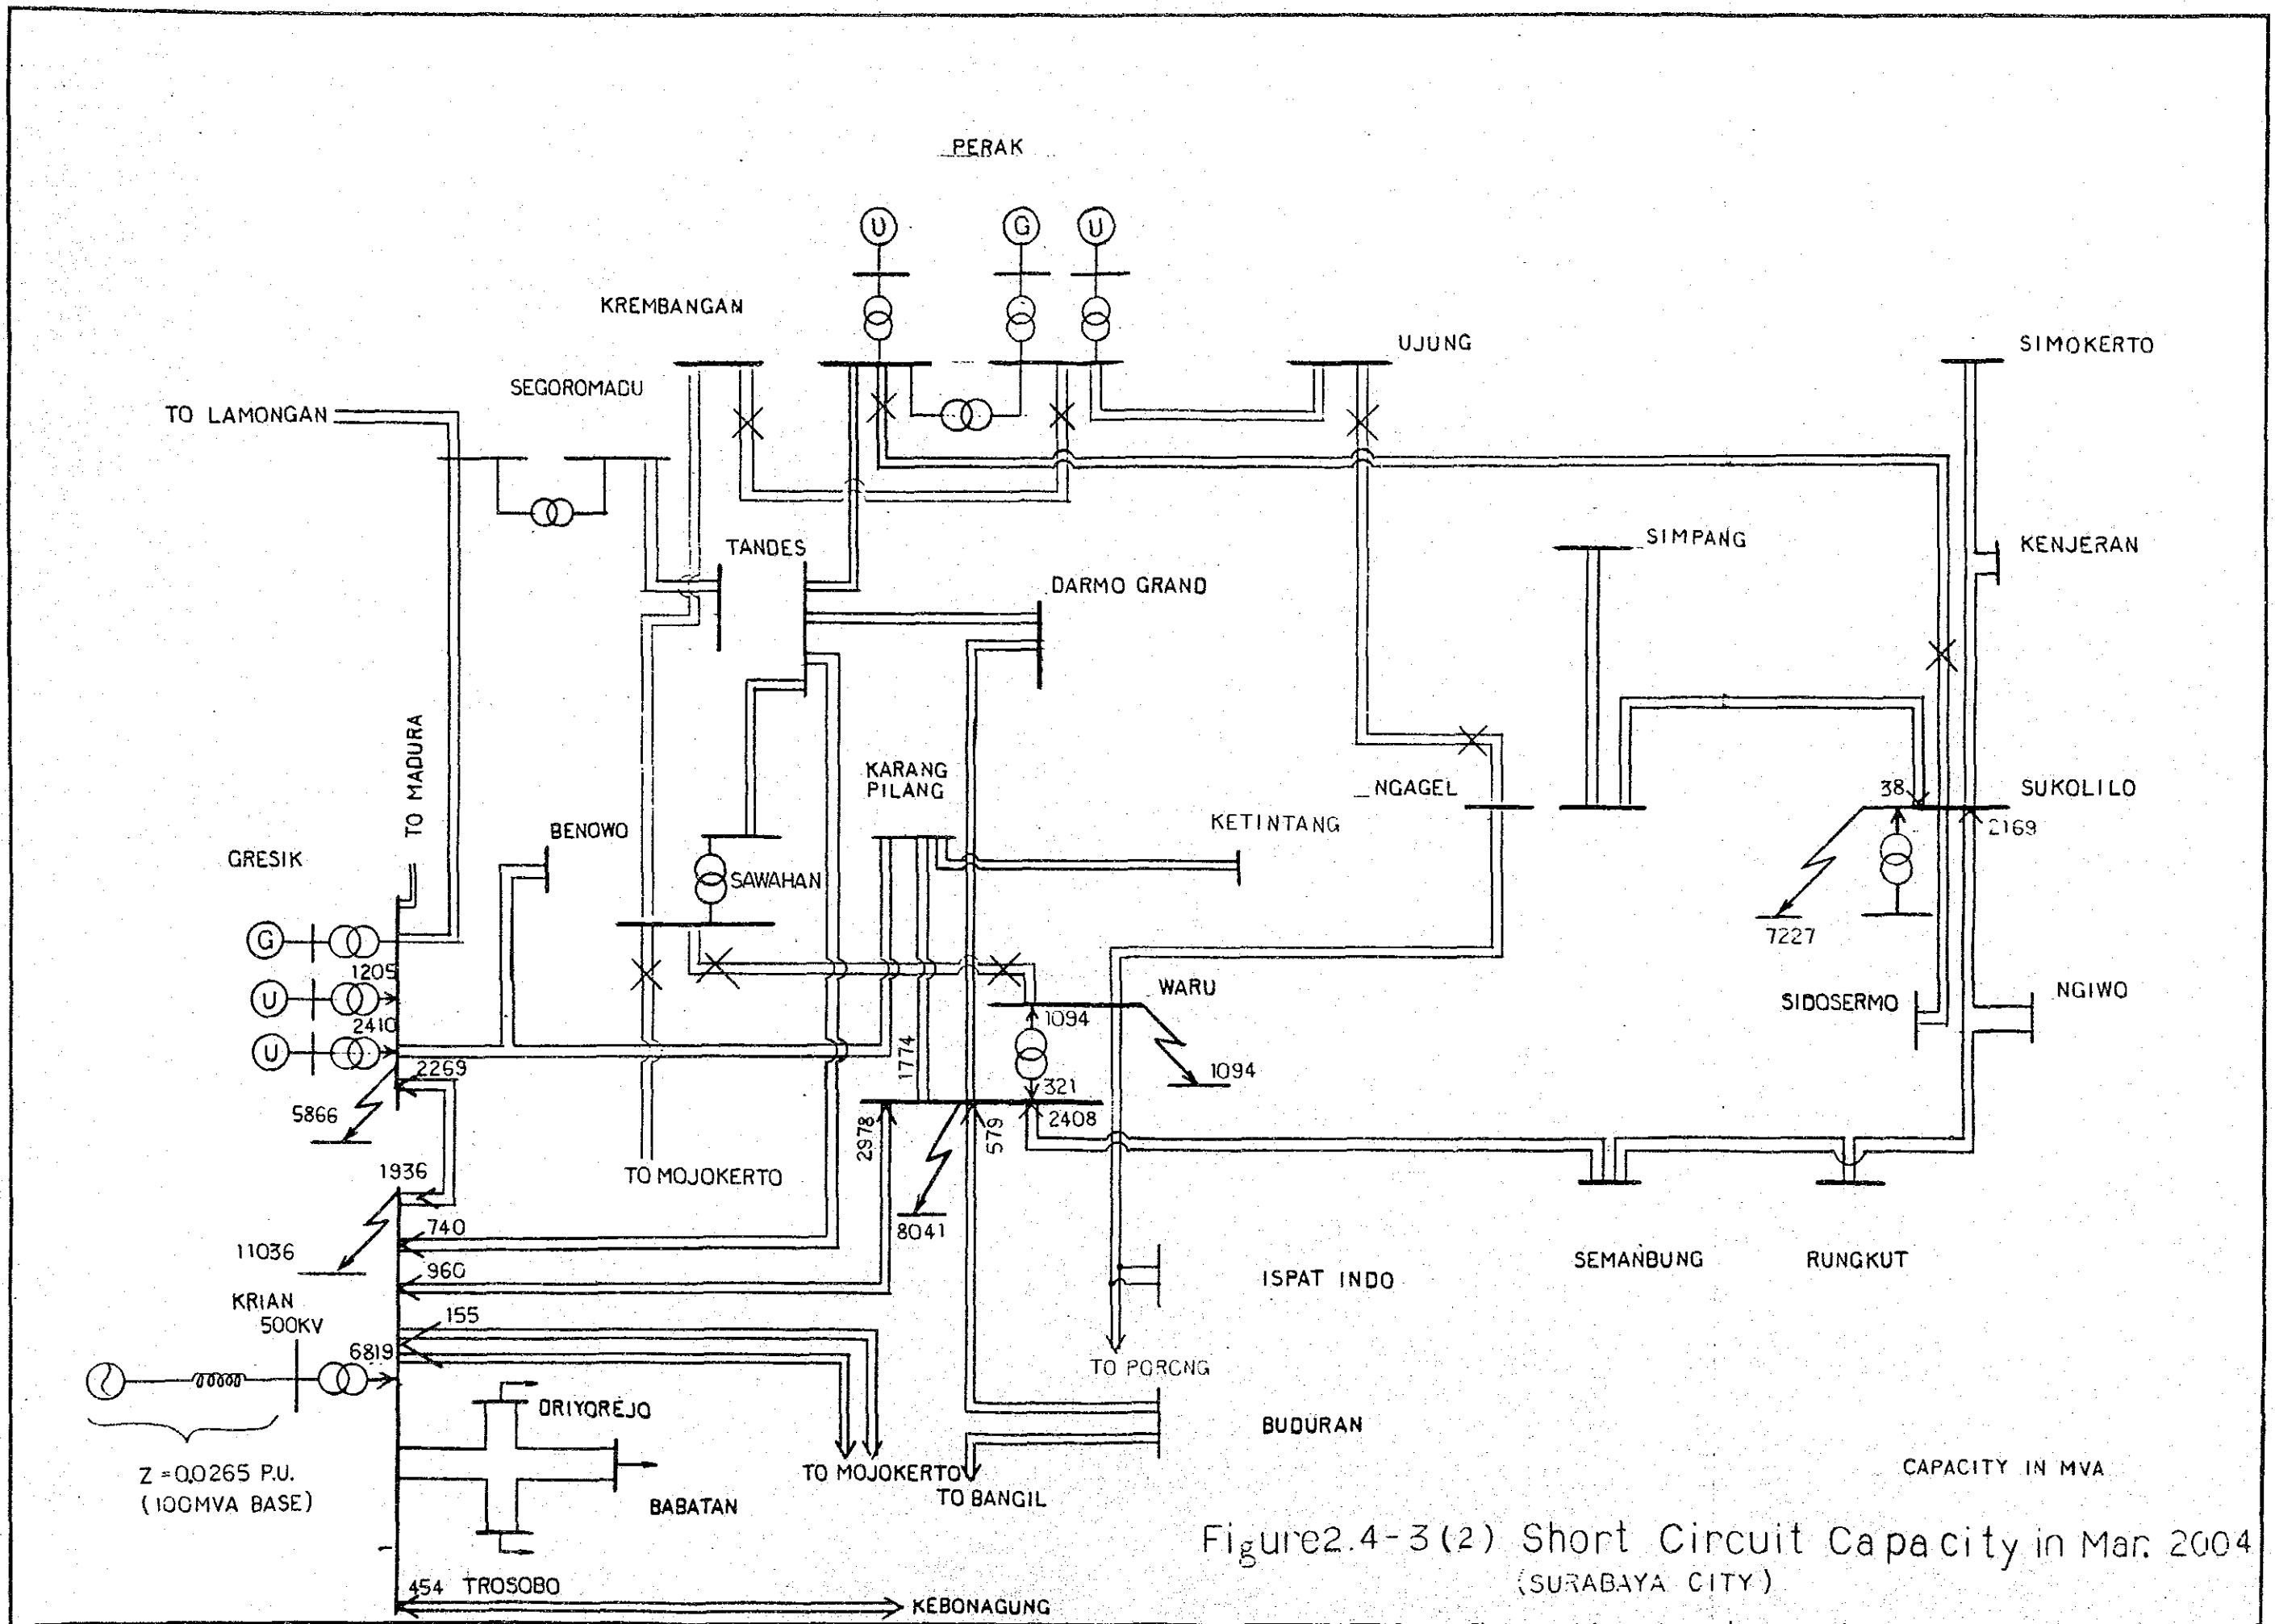 PERAK
U
G
U
KREMBANGAN
UJUNG
SIMOKERTO
SEGOROMADU
TO LAMONGAN
TANDES
SIMPANG
KENJERAN
DARMO GRAND
TO MADURA
KARANG
PILANG
NGAGEL
38
SUKOLILO
2169
BENOWO
KETINTANG
GRESIK
SAWAHAN
7227
G
1205
U
2410
U
WARU
1094
SIDOSERMO
NGIWO
2269
1774
321
1094
5866
2978
579
2408
1936
TO MOJOKERTO
8041
740
11036
SEMANBUNG
RUNGKUT
960
ISPAT INDO
KRIAN
500KV
155
6819
TO PORONG
DRIYOREJO
BUDURAN
Z = 0.0265 P.U.
(100MVA BASE)
TO MOJOKERTO
TO BANGIL
CAPACITY IN MVA
BABATAN
Figure2.4-3(2) Short Circuit Capacity in Mar. 2004
(SURABAYA CITY)
454 TROSOBO
KEBONAGUNG